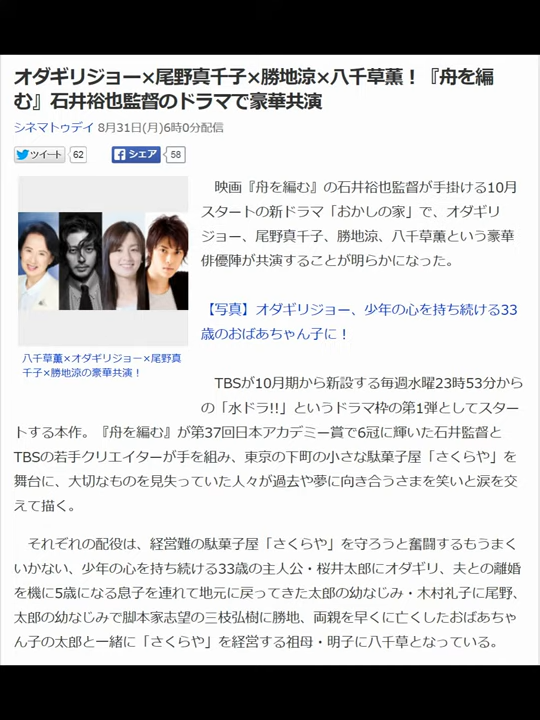 オダギリジョー×尾野真千子×勝地涼×八千草薫！『舟を編
む』石井裕也監督のドラマで豪華共演
シネマトゥデイ 8月31日(月)6時0分配信
ツイート 62 シェア 58
映画『舟を編む』の石井裕也監督が手掛ける10月
スタートの新ドラマ「おかしの家」で、オダギリ
ジョー、尾野真千子、勝地涼、八千草薫という豪華
俳優陣が共演することが明らかになった。
【写真】オダギリジョー、少年の心を持ち続ける33
歳のおばあちゃん子に！
八千草薫×オダギリジョー×尾野真
千子×勝地涼の豪華共演！
TBSが10月期から新設する毎週水曜23時53分から
の「水ドラ!!」というドラマ枠の第1弾としてスター
トする本作。『舟を編む』が第37回日本アカデミー賞で6冠に輝いた石井監督と
TBSの若手クリエイターが手を組み、東京の下町の小さな駄菓子屋「さくらや」を
舞台に、大切なものを見失っていた人々が過去や夢に向き合うさまを笑いと涙を交
えて描く。
それぞれの配役は、経営難の駄菓子屋「さくらや」を守ろうと奮闘するもうまく
いかない、少年の心を持ち続ける33歳の主人公・桜井太郎にオダギリ、夫との離婚
を機に5歳になる息子を連れて地元に戻ってきた太郎の幼なじみ・木村礼子に尾野、
太郎の幼なじみで脚本家志望の三枝弘樹に勝地、両親を早くに亡くしたおばあちゃ
ん子の太郎と一緒に「さくらや」を経営する祖母・明子に八千草となっている。